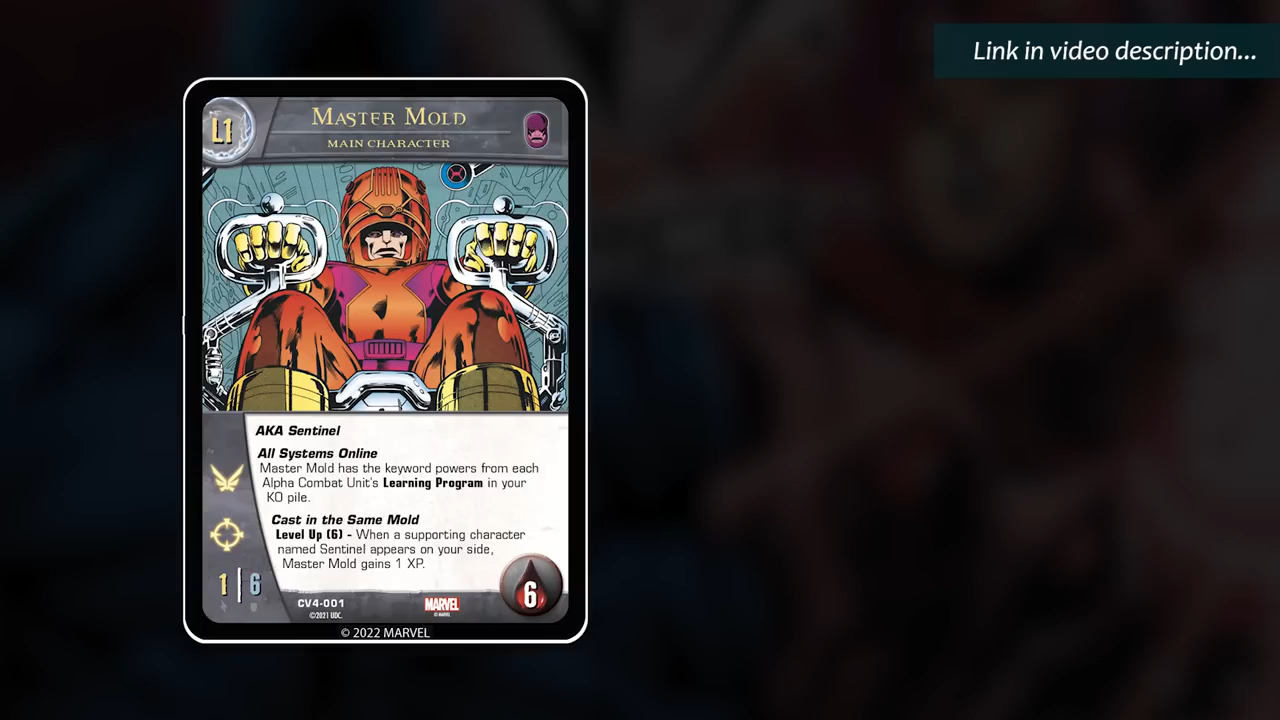 Link in video description...
L1
Master Mold
Main Character
AKA Sentinel
All Systems Online
Master Mold has the keyword powers from each
Alpha Combat Unit's Learning Program in your
KO pile.
Cast in the Same Mold
Level Up (6) - When a supporting character
named Sentinel appears on your side,
Master Mold gains 1 XP.
1 | 6
6
CV4-001
©2021 UDC.
MARVEL
© MARVEL
© 2022 MARVEL